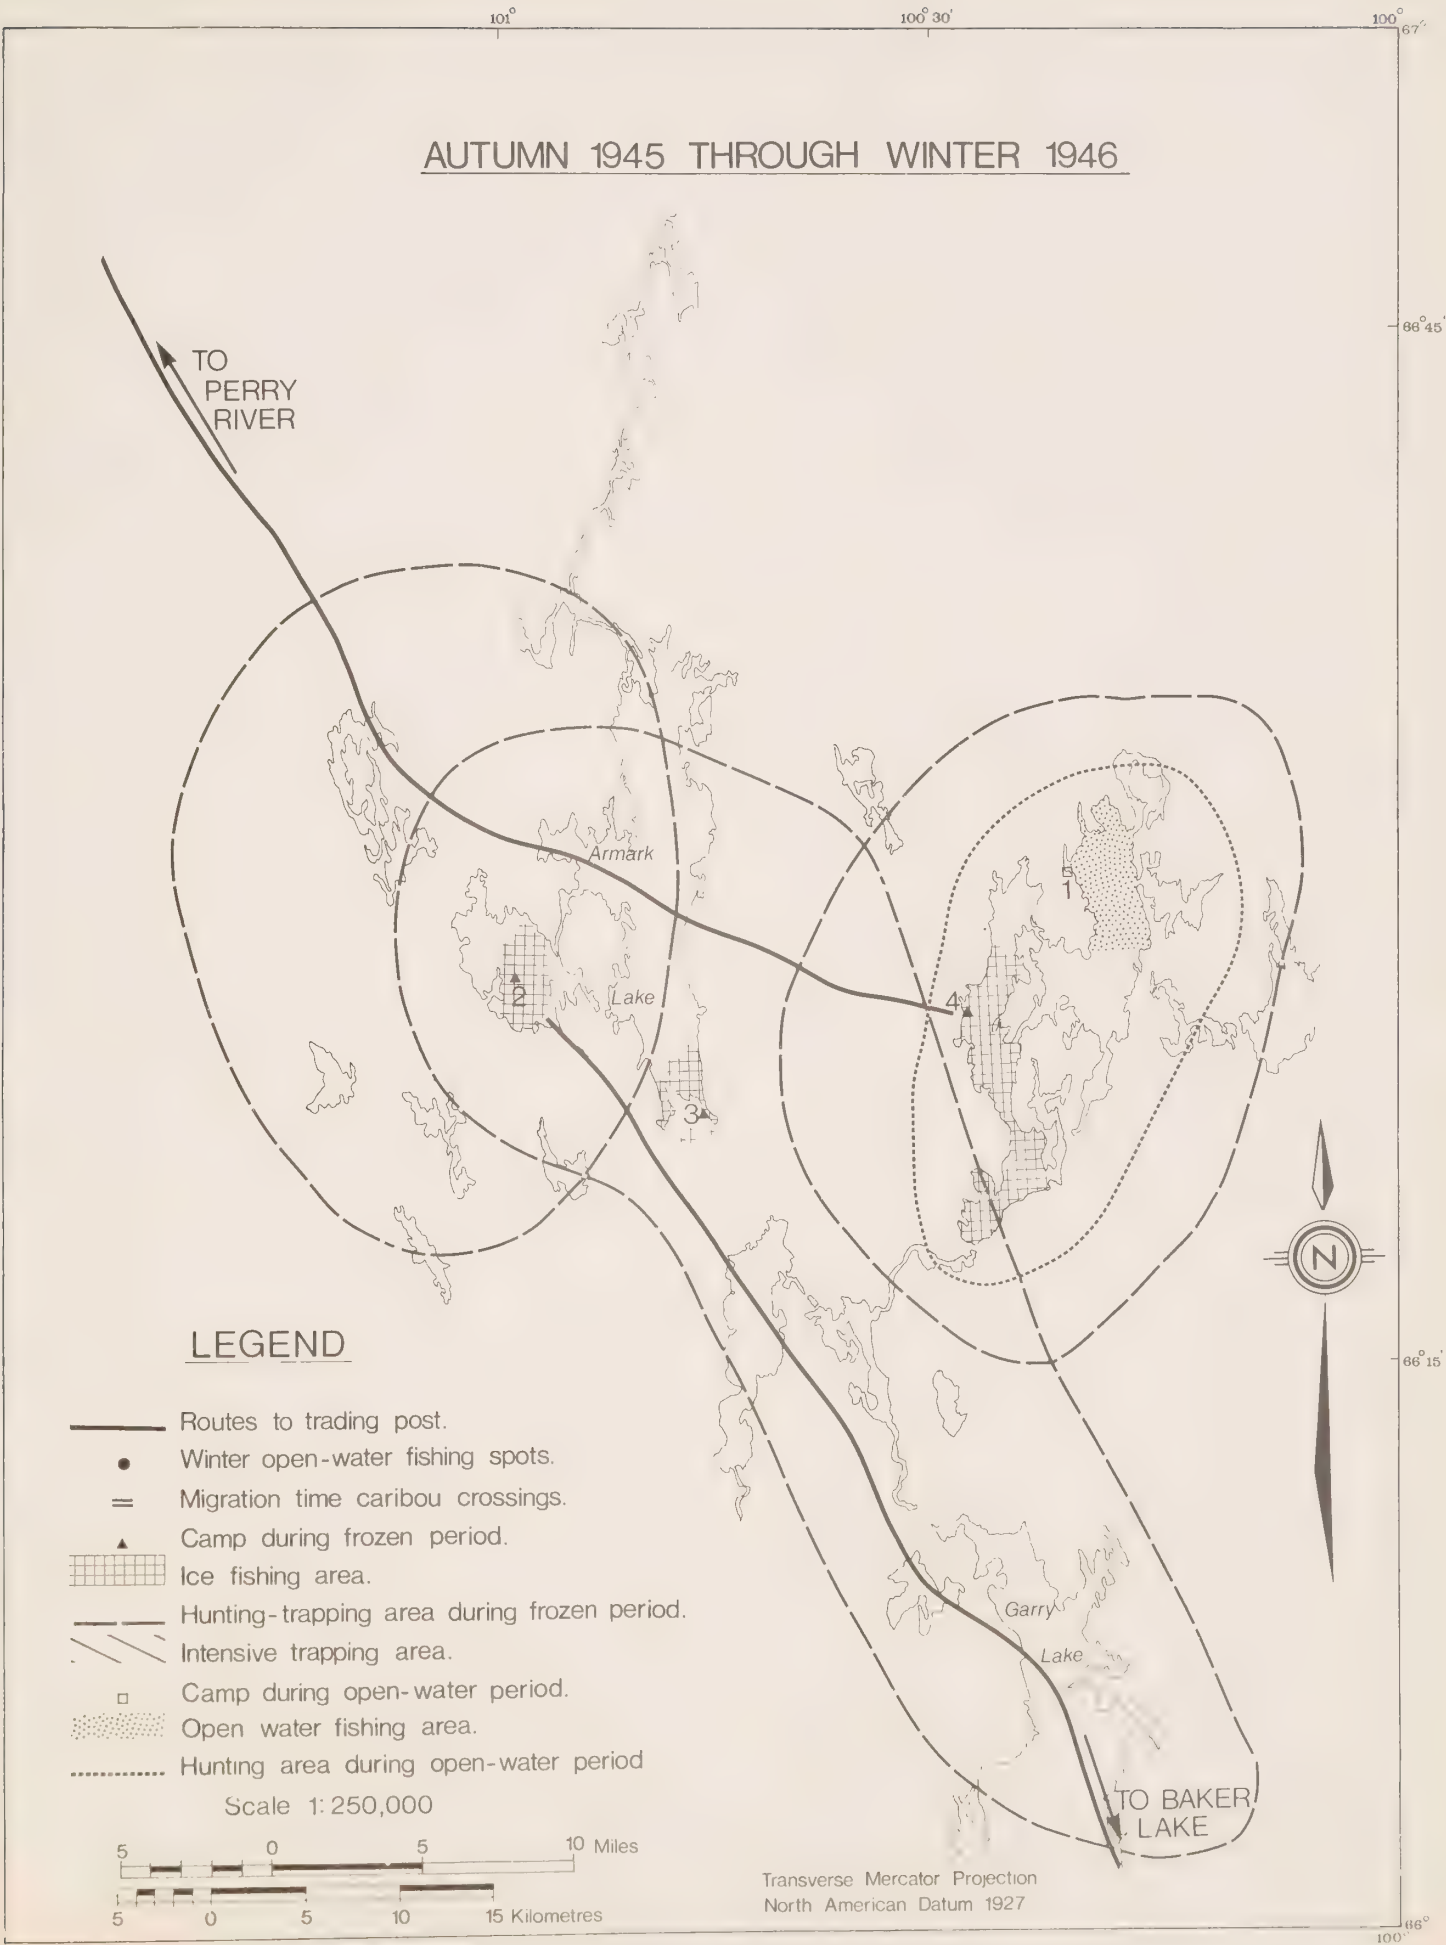 101°
100° 30'
100°
67°
AUTUMN 1945 THROUGH WINTER 1946
66°45'
TO
PERRY
RIVER
Armark
1
2
Lake
4
3
N
LEGEND
66°15'
Routes to trading post.
Winter open-water fishing spots.
Migration time caribou crossings.
Camp during frozen period.
Ice fishing area.
Hunting-trapping area during frozen period.
Intensive trapping area.
Camp during open-water period.
Open water fishing area.
Hunting area during open-water period
Garry
Lake
TO BAKER
LAKE
Scale 1:250,000
5 0 5 10 Miles
5 0 5 10 15 Kilometres
Transverse Mercator Projection
North American Datum 1927
66°
100°